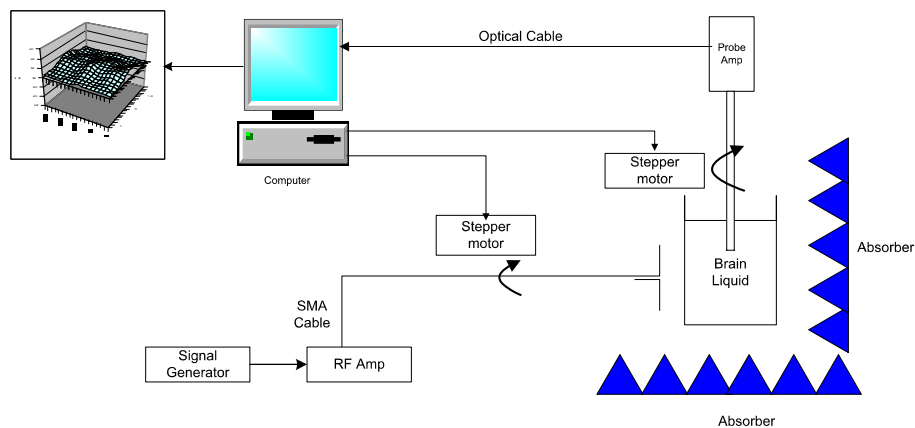 Optical Cable
Probe
Amp
Computer
Stepper
motor
Stepper
motor
Brain
Liquid
Absorber
SMA
Cable
Signal
Generator
RF Amp
Absorber